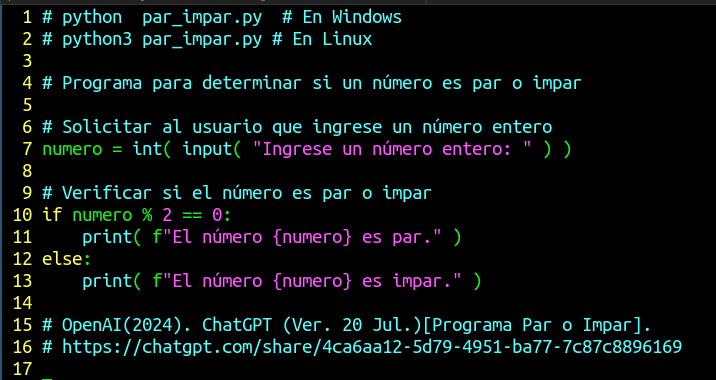 1 # python  par_impar.py  # En Windows
2 # python3 par_impar.py # En Linux
3
4 # Programa para determinar si un número es par o impar
5
6 # Solicitar al usuario que ingrese un número entero
7 numero = int( input( "Ingrese un número entero: " ) )
8
9 # Verificar si el número es par o impar
10 if numero % 2 == 0:
11     print( f"El número {numero} es par." )
12 else:
13     print( f"El número {numero} es impar." )
14
15 # OpenAI(2024). ChatGPT (Ver. 20 Jul.)[Programa Par o Impar].
16 # https://chatgpt.com/share/4ca6aa12-5d79-4951-ba77-7c87c8896169
17